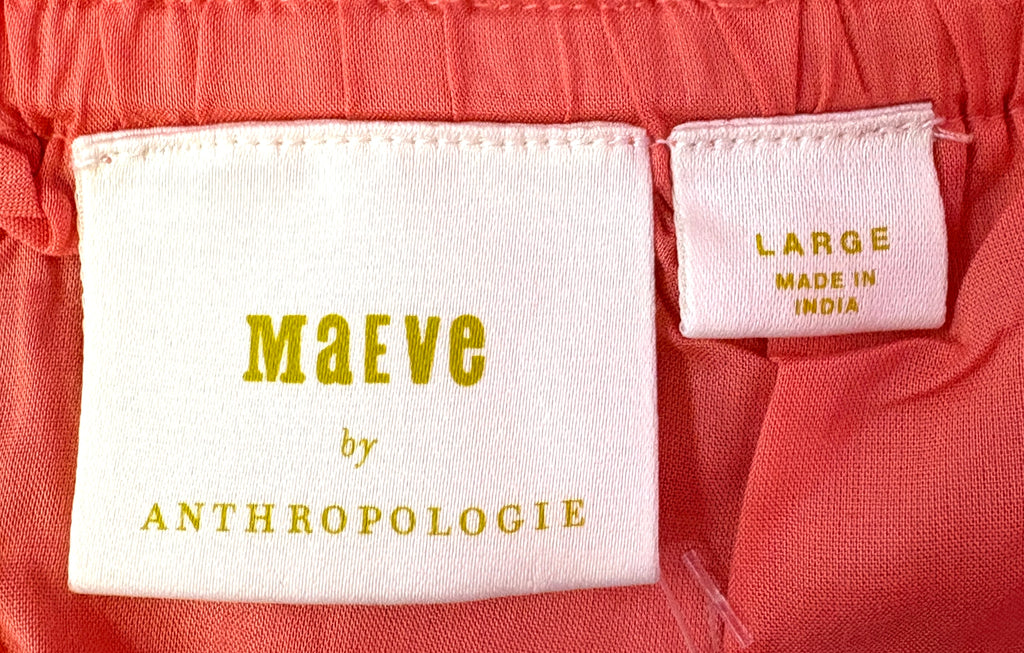 MaEVe
by
ANTHROPOLOGIE
LARGE
MADE IN
INDIA